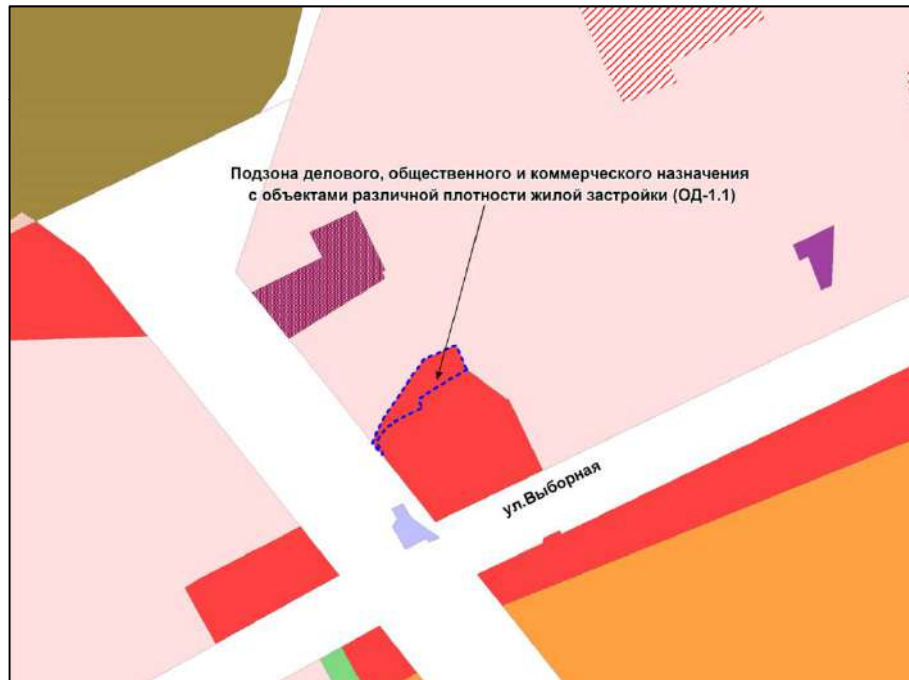 Подзона делового, общественного и коммерческого назначения
с объектами различной плотности жилой застройки (ОД-1.1)
ул.Выборная